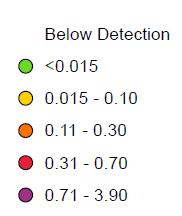 Below Detection
<0.015
0.015 - 0.10
0.11 - 0.30
0.31 - 0.70
0.71 - 3.90